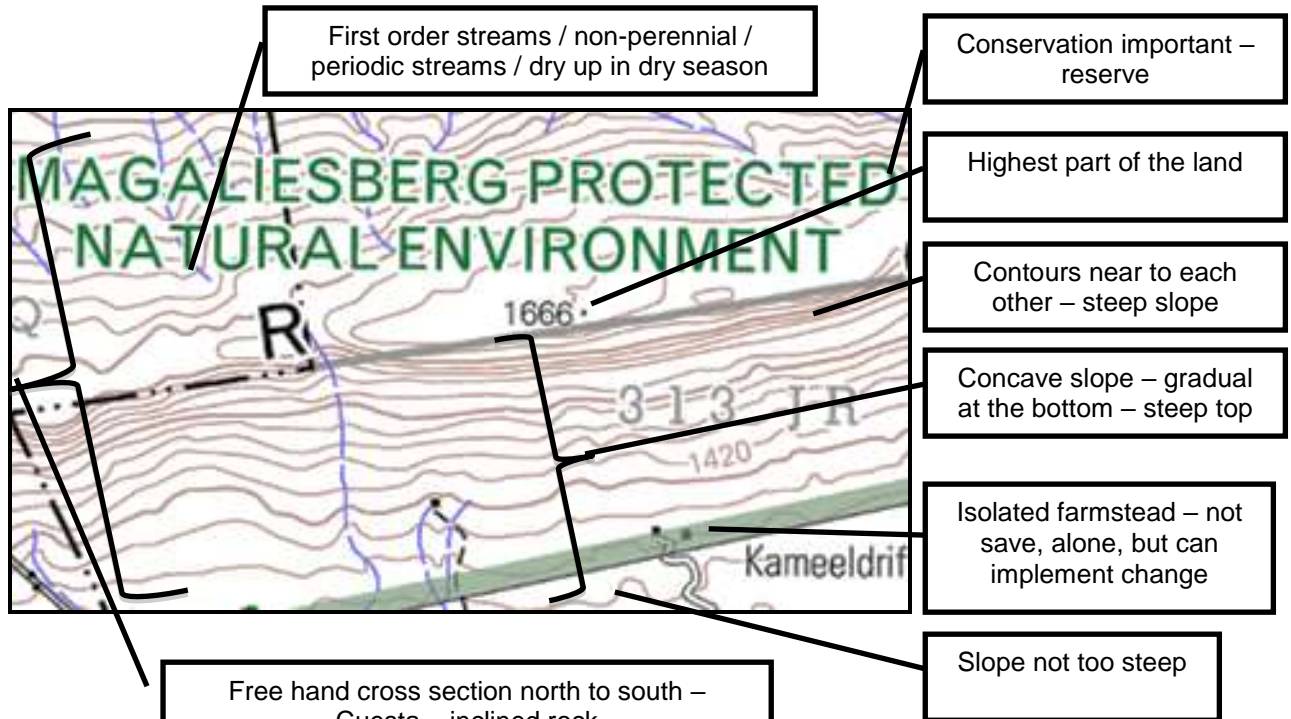 First order streams / non-perennial /
periodic streams / dry up in dry season
Conservation important –
reserve
Highest part of the land
Contours near to each
other – steep slope
Concave slope – gradual
at the bottom – steep top
Isolated farmstead – not
save, alone, but can
implement change
Slope not too steep
MAGALIESBERG PROTECTED
NATURAL ENVIRONMENT
1666
R
Q
313 JR
1420
Kameeldrif
Free hand cross section north to south –